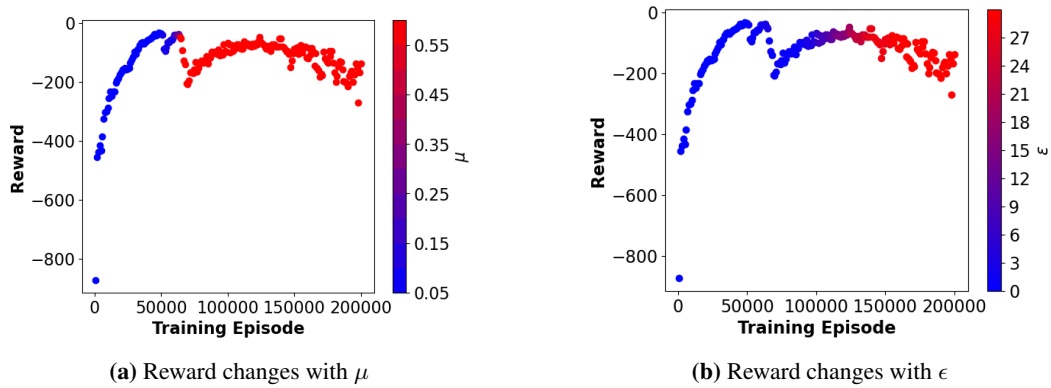 0
−200
−400
−600
−800
Reward
0 50000 100000 150000 200000
Training Episode
0.55
0.45
0.35
0.25
0.15
0.05
μ
(a) Reward changes with μ
0
−200
−400
−600
−800
Reward
0 50000 100000 150000 200000
Training Episode
27
24
21
18
15
12
9
6
3
0
ε
(b) Reward changes with ϵ